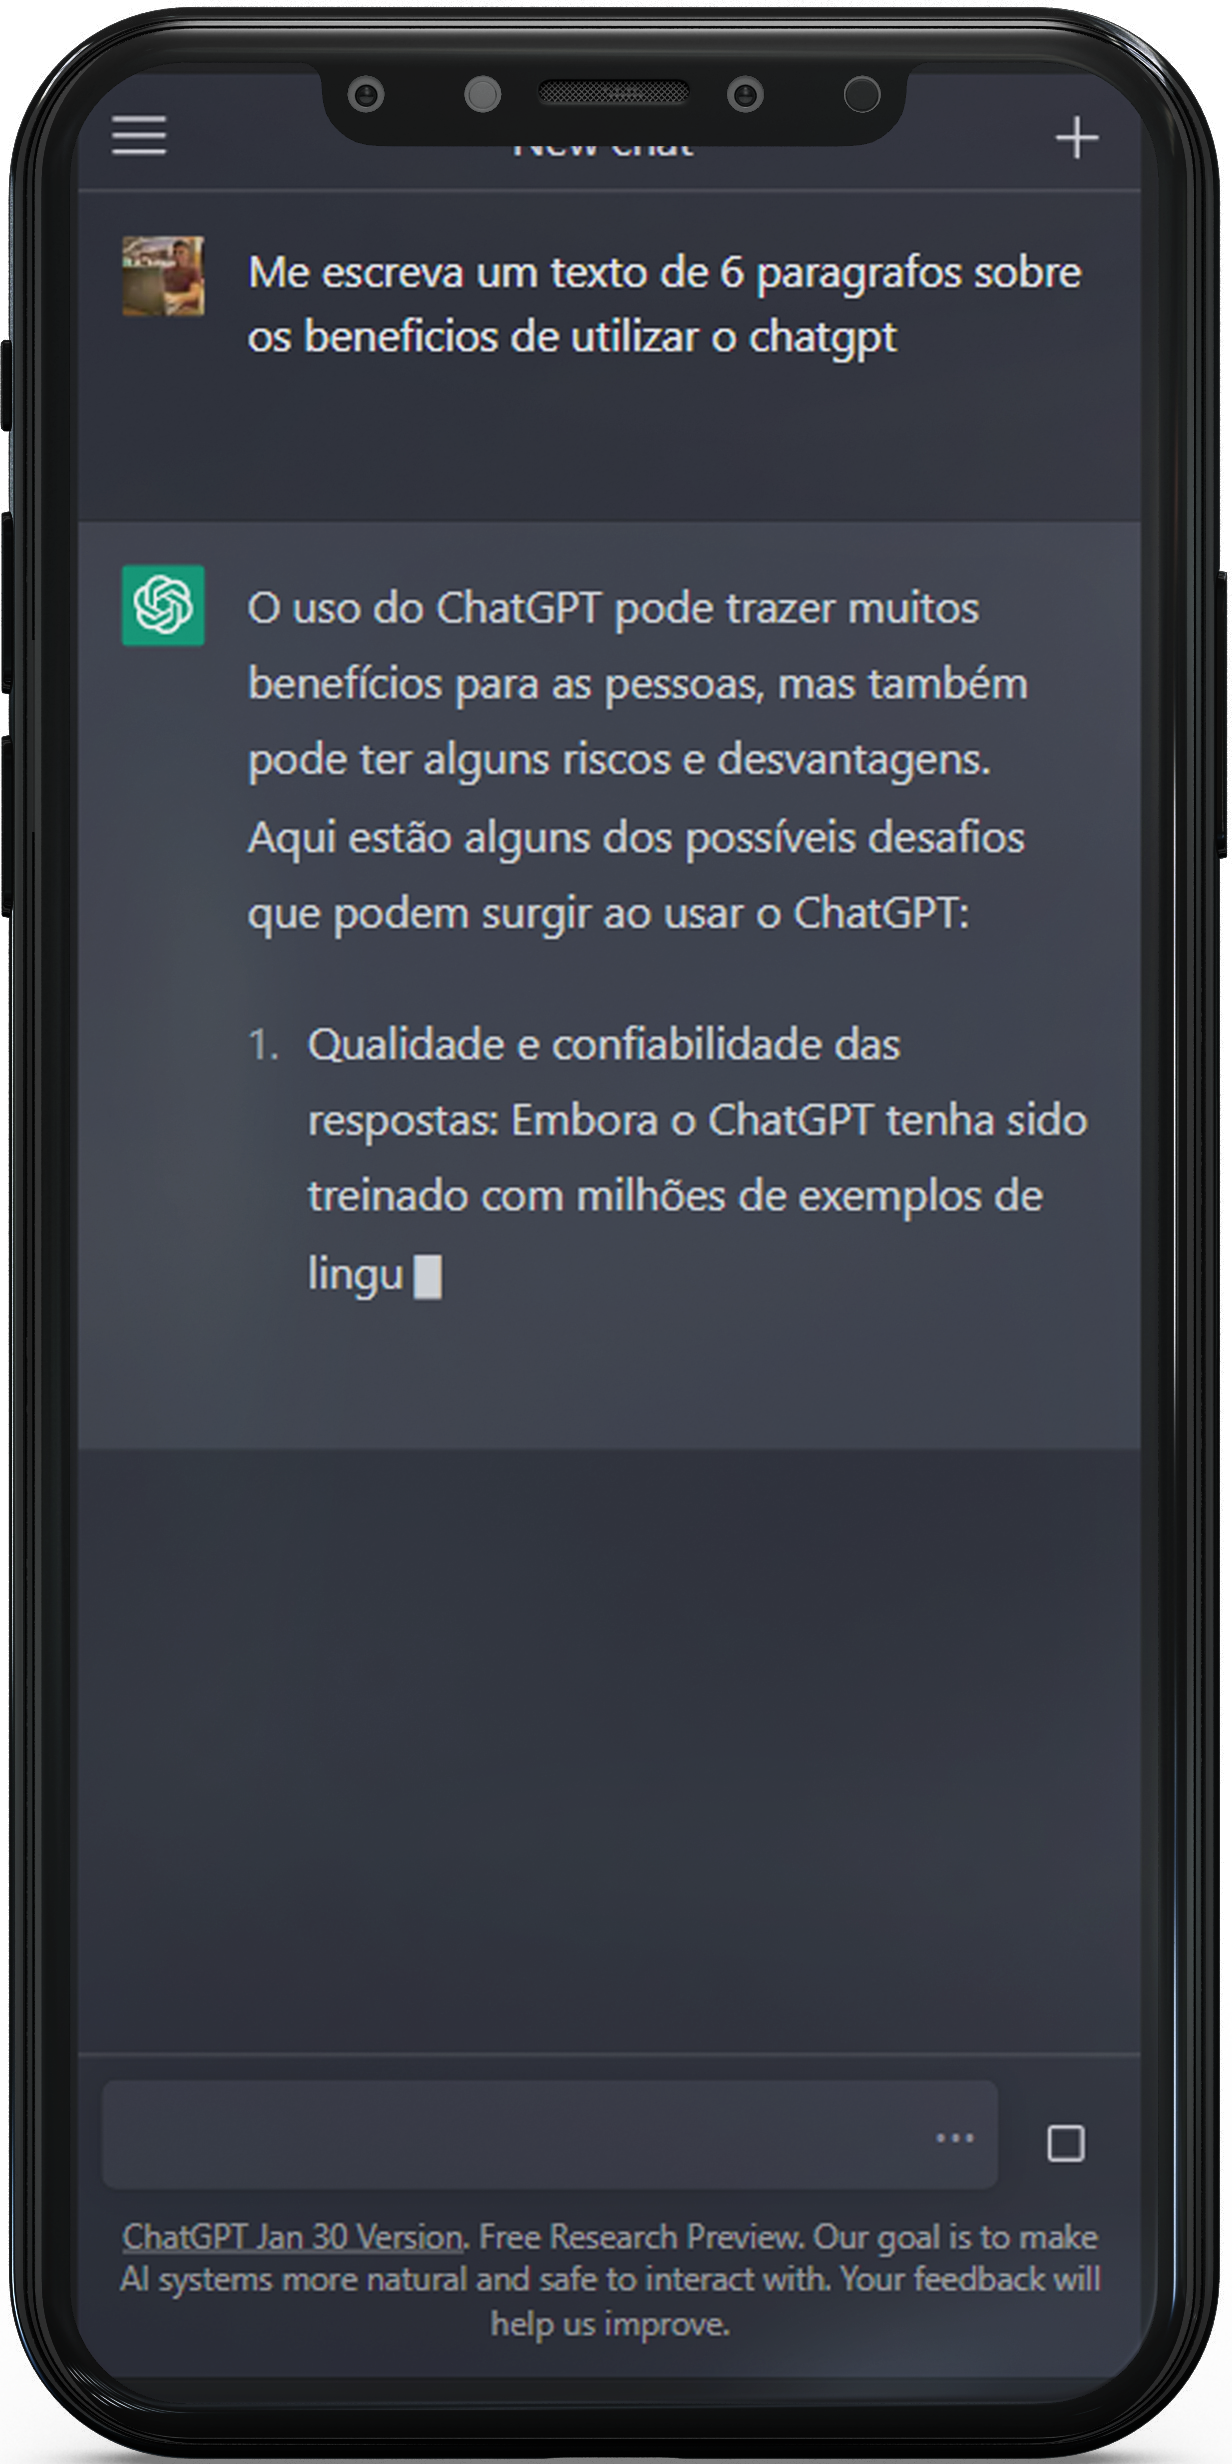 New chat
Me escreva um texto de 6 paragrafos sobre
os beneficios de utilizar o chatgpt
O uso do ChatGPT pode trazer muitos
benefícios para as pessoas, mas também
pode ter alguns riscos e desvantagens.
Aqui estão alguns dos possíveis desafios
que podem surgir ao usar o ChatGPT:
1. Qualidade e confiabilidade das
respostas: Embora o ChatGPT tenha sido
treinado com milhões de exemplos de
lingu
ChatGPT Jan 30 Version. Free Research Preview. Our goal is to make
AI systems more natural and safe to interact with. Your feedback will
help us improve.